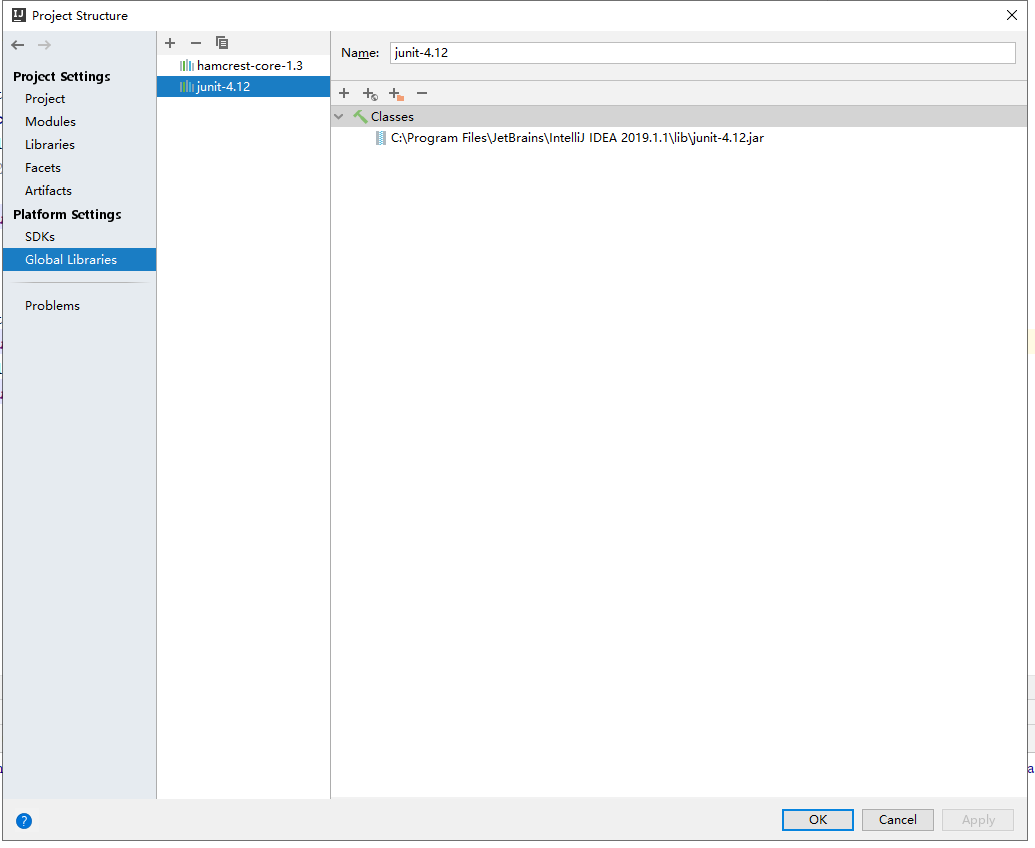 Project Structure
Project Settings
Project
Modules
Libraries
Facets
Artifacts
Platform Settings
SDKs
Global Libraries
Problems
hamcrest-core-1.3
junit-4.12
Name: junit-4.12
Classes
C:\Program Files\JetBrains\IntelliJ IDEA 2019.1.1\lib\junit-4.12.jar
?
OK
Cancel
Apply